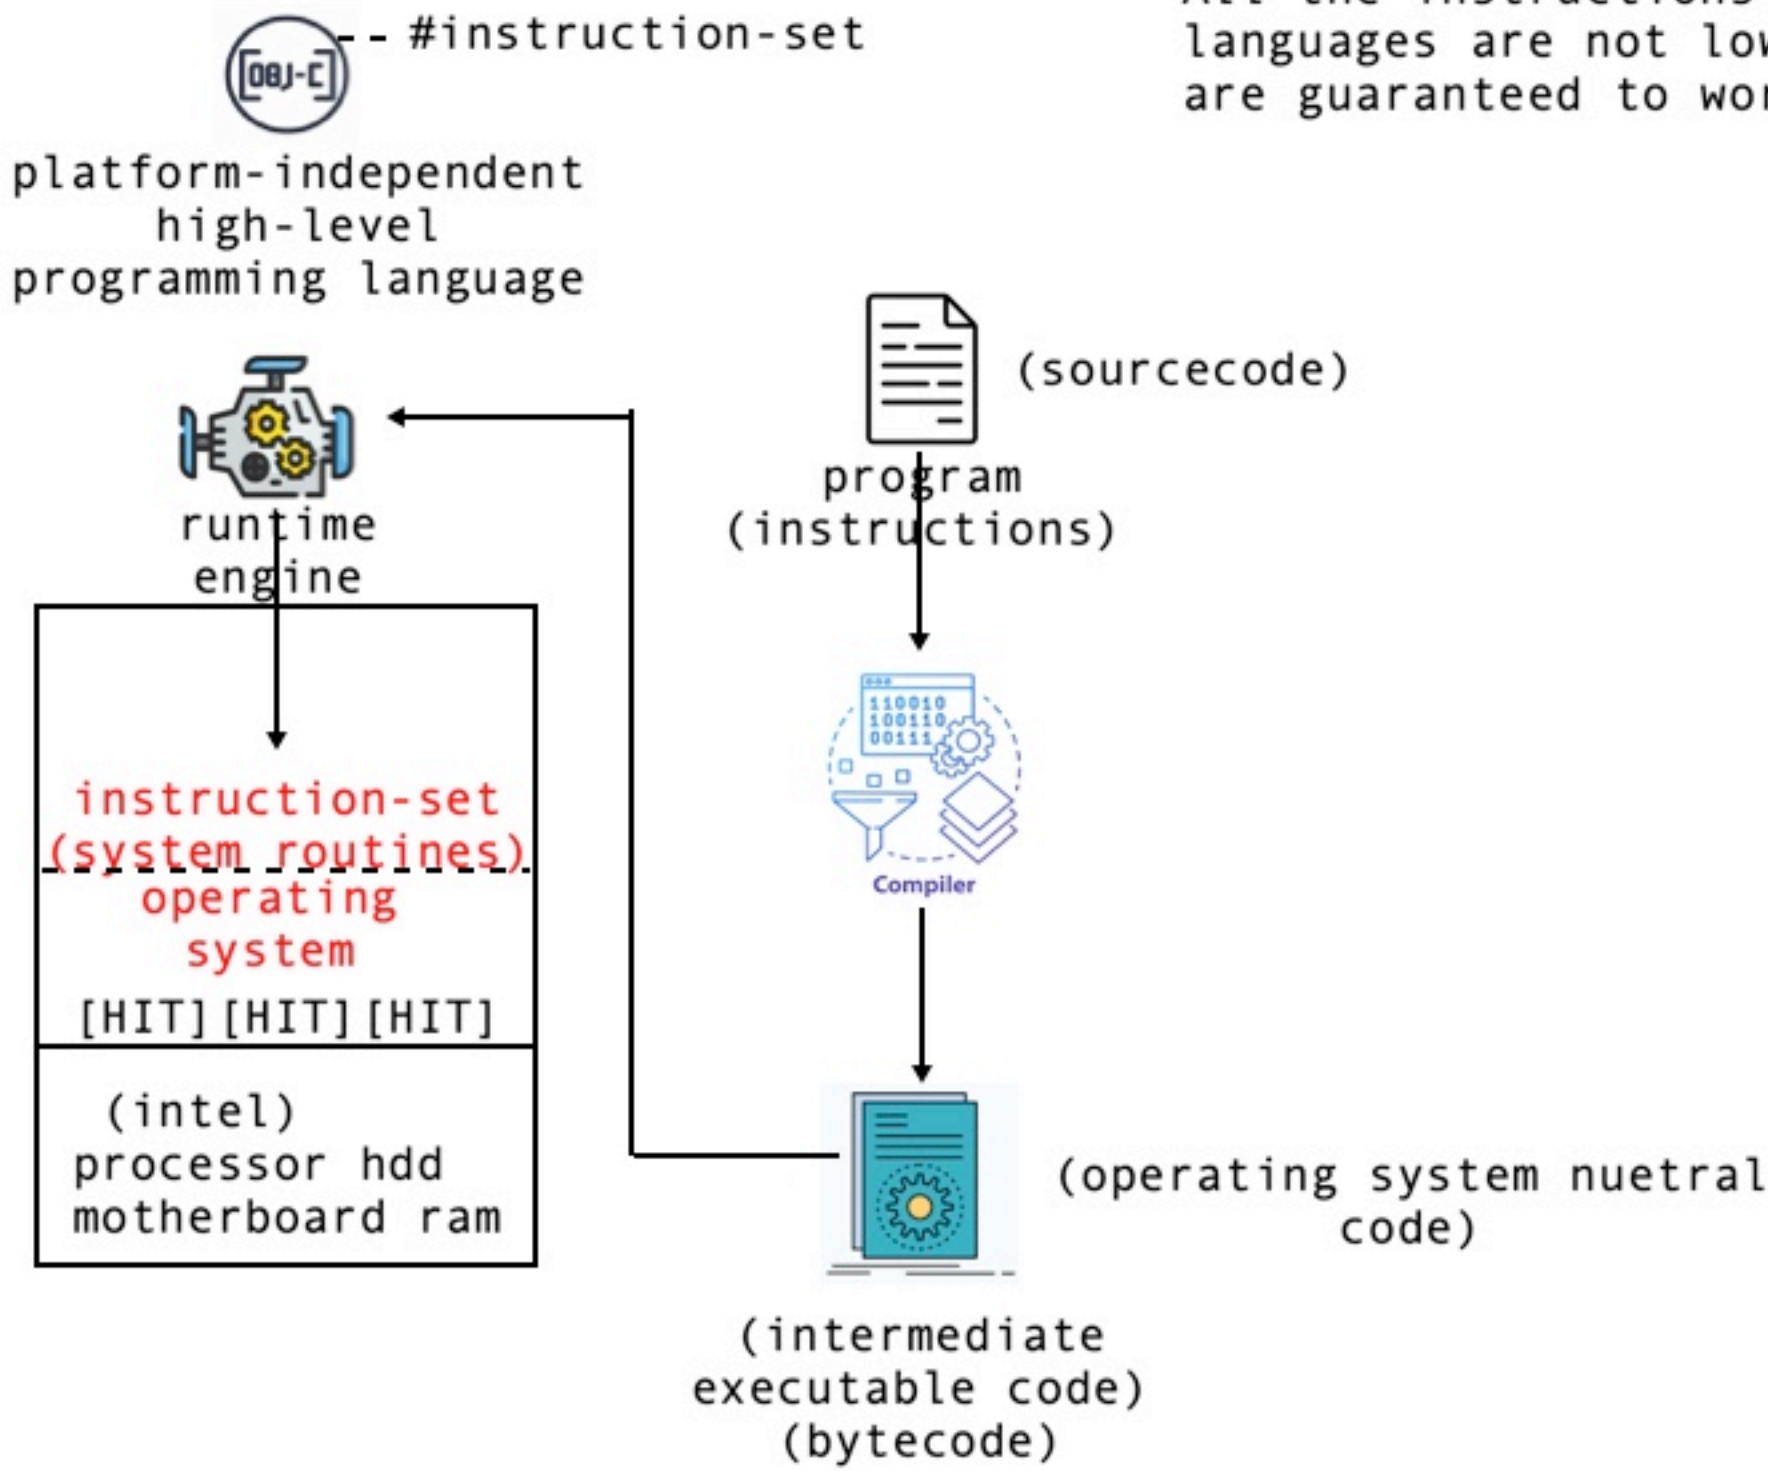 #instruction-set
[OBJ-C]
platform-independent
high-level
programming language
languages are not
are guaranteed to
(sourcecode)
program
(instructions)
runtime
engine
110010
100110
00111
Compiler
instruction-set
(system routines)
operating
system
[HIT][HIT][HIT]
(intel)
processor hdd
motherboard ram
(operating system nuetral
code)
(intermediate
executable code)
(bytecode)